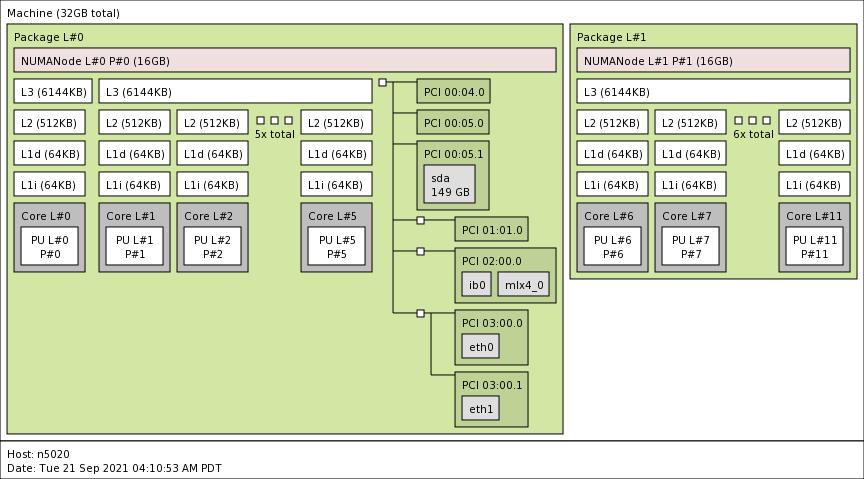 Machine (32GB total)
Package L#0
NUMANode L#0 P#0 (16GB)
L3 (6144KB)
L3 (6144KB)
L2 (512KB)
L2 (512KB)
L2 (512KB)
5x total
L2 (512KB)
L1d (64KB)
L1d (64KB)
L1d (64KB)
L1d (64KB)
L1i (64KB)
L1i (64KB)
L1i (64KB)
L1i (64KB)
Core L#0
PU L#0
P#0
Core L#1
PU L#1
P#1
Core L#2
PU L#2
P#2
Core L#5
PU L#5
P#5
PCI 00:04.0
PCI 00:05.0
PCI 00:05.1
sda
149 GB
PCI 01:01.0
PCI 02:00.0
ib0
mlx4_0
PCI 03:00.0
eth0
PCI 03:00.1
eth1
Package L#1
NUMANode L#1 P#1 (16GB)
L3 (6144KB)
L2 (512KB)
L2 (512KB)
6x total
L2 (512KB)
L1d (64KB)
L1d (64KB)
L1d (64KB)
L1i (64KB)
L1i (64KB)
L1i (64KB)
Core L#6
PU L#6
P#6
Core L#7
PU L#7
P#7
Core L#11
PU L#11
P#11
Host: n5020
Date: Tue 21 Sep 2021 04:10:53 AM PDT